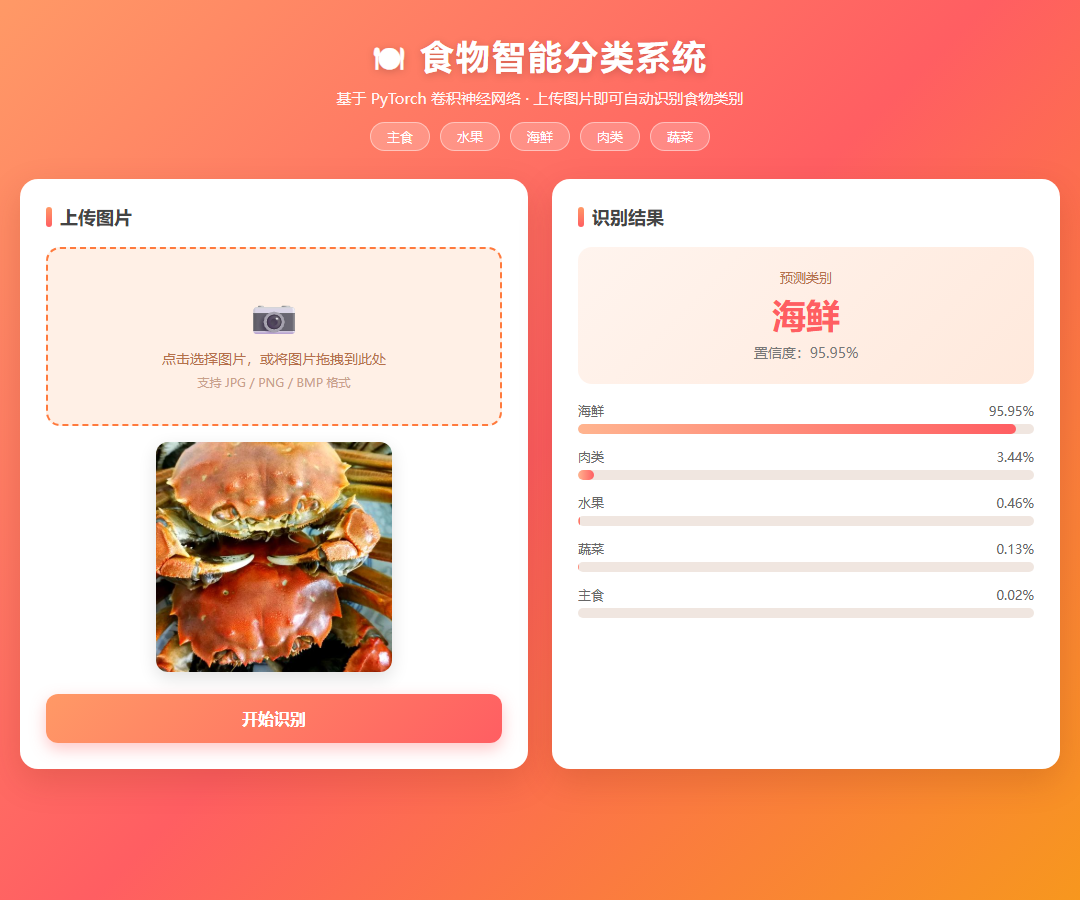 食物智能分类系统
基于 PyTorch 卷积神经网络 · 上传图片即可自动识别食物类别
主食 水果 海鲜 肉类 蔬菜
上传图片
点击选择图片，或将图片拖拽到此处
支持 JPG / PNG / BMP 格式
开始识别
识别结果
预测类别
海鲜
置信度：95.95%
海鲜 95.95%
肉类 3.44%
水果 0.46%
蔬菜 0.13%
主食 0.02%